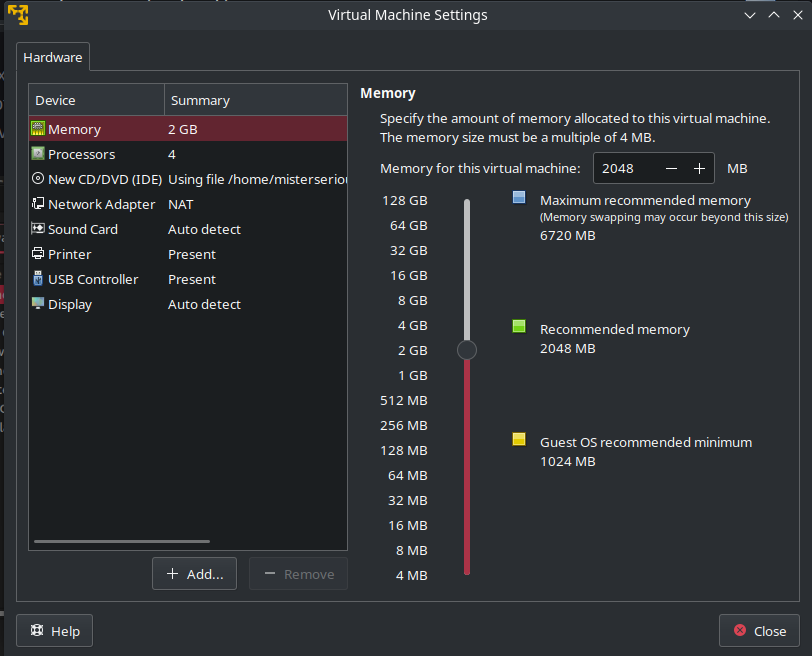 Virtual Machine Settings
Hardware
Device Summary
Memory 2 GB
Processors 4
New CD/DVD (IDE) Using file /home/misterseriou
Network Adapter NAT
Sound Card Auto detect
Printer Present
USB Controller Present
Display Auto detect
Add...
Remove
Memory
Specify the amount of memory allocated to this virtual machine.
The memory size must be a multiple of 4 MB.
Memory for this virtual machine: 2048 MB
128 GB
64 GB
32 GB
16 GB
8 GB
4 GB
2 GB
1 GB
512 MB
256 MB
128 MB
64 MB
32 MB
16 MB
8 MB
4 MB
Maximum recommended memory
(Memory swapping may occur beyond this size)
6720 MB
Recommended memory
2048 MB
Guest OS recommended minimum
1024 MB
Help
Close